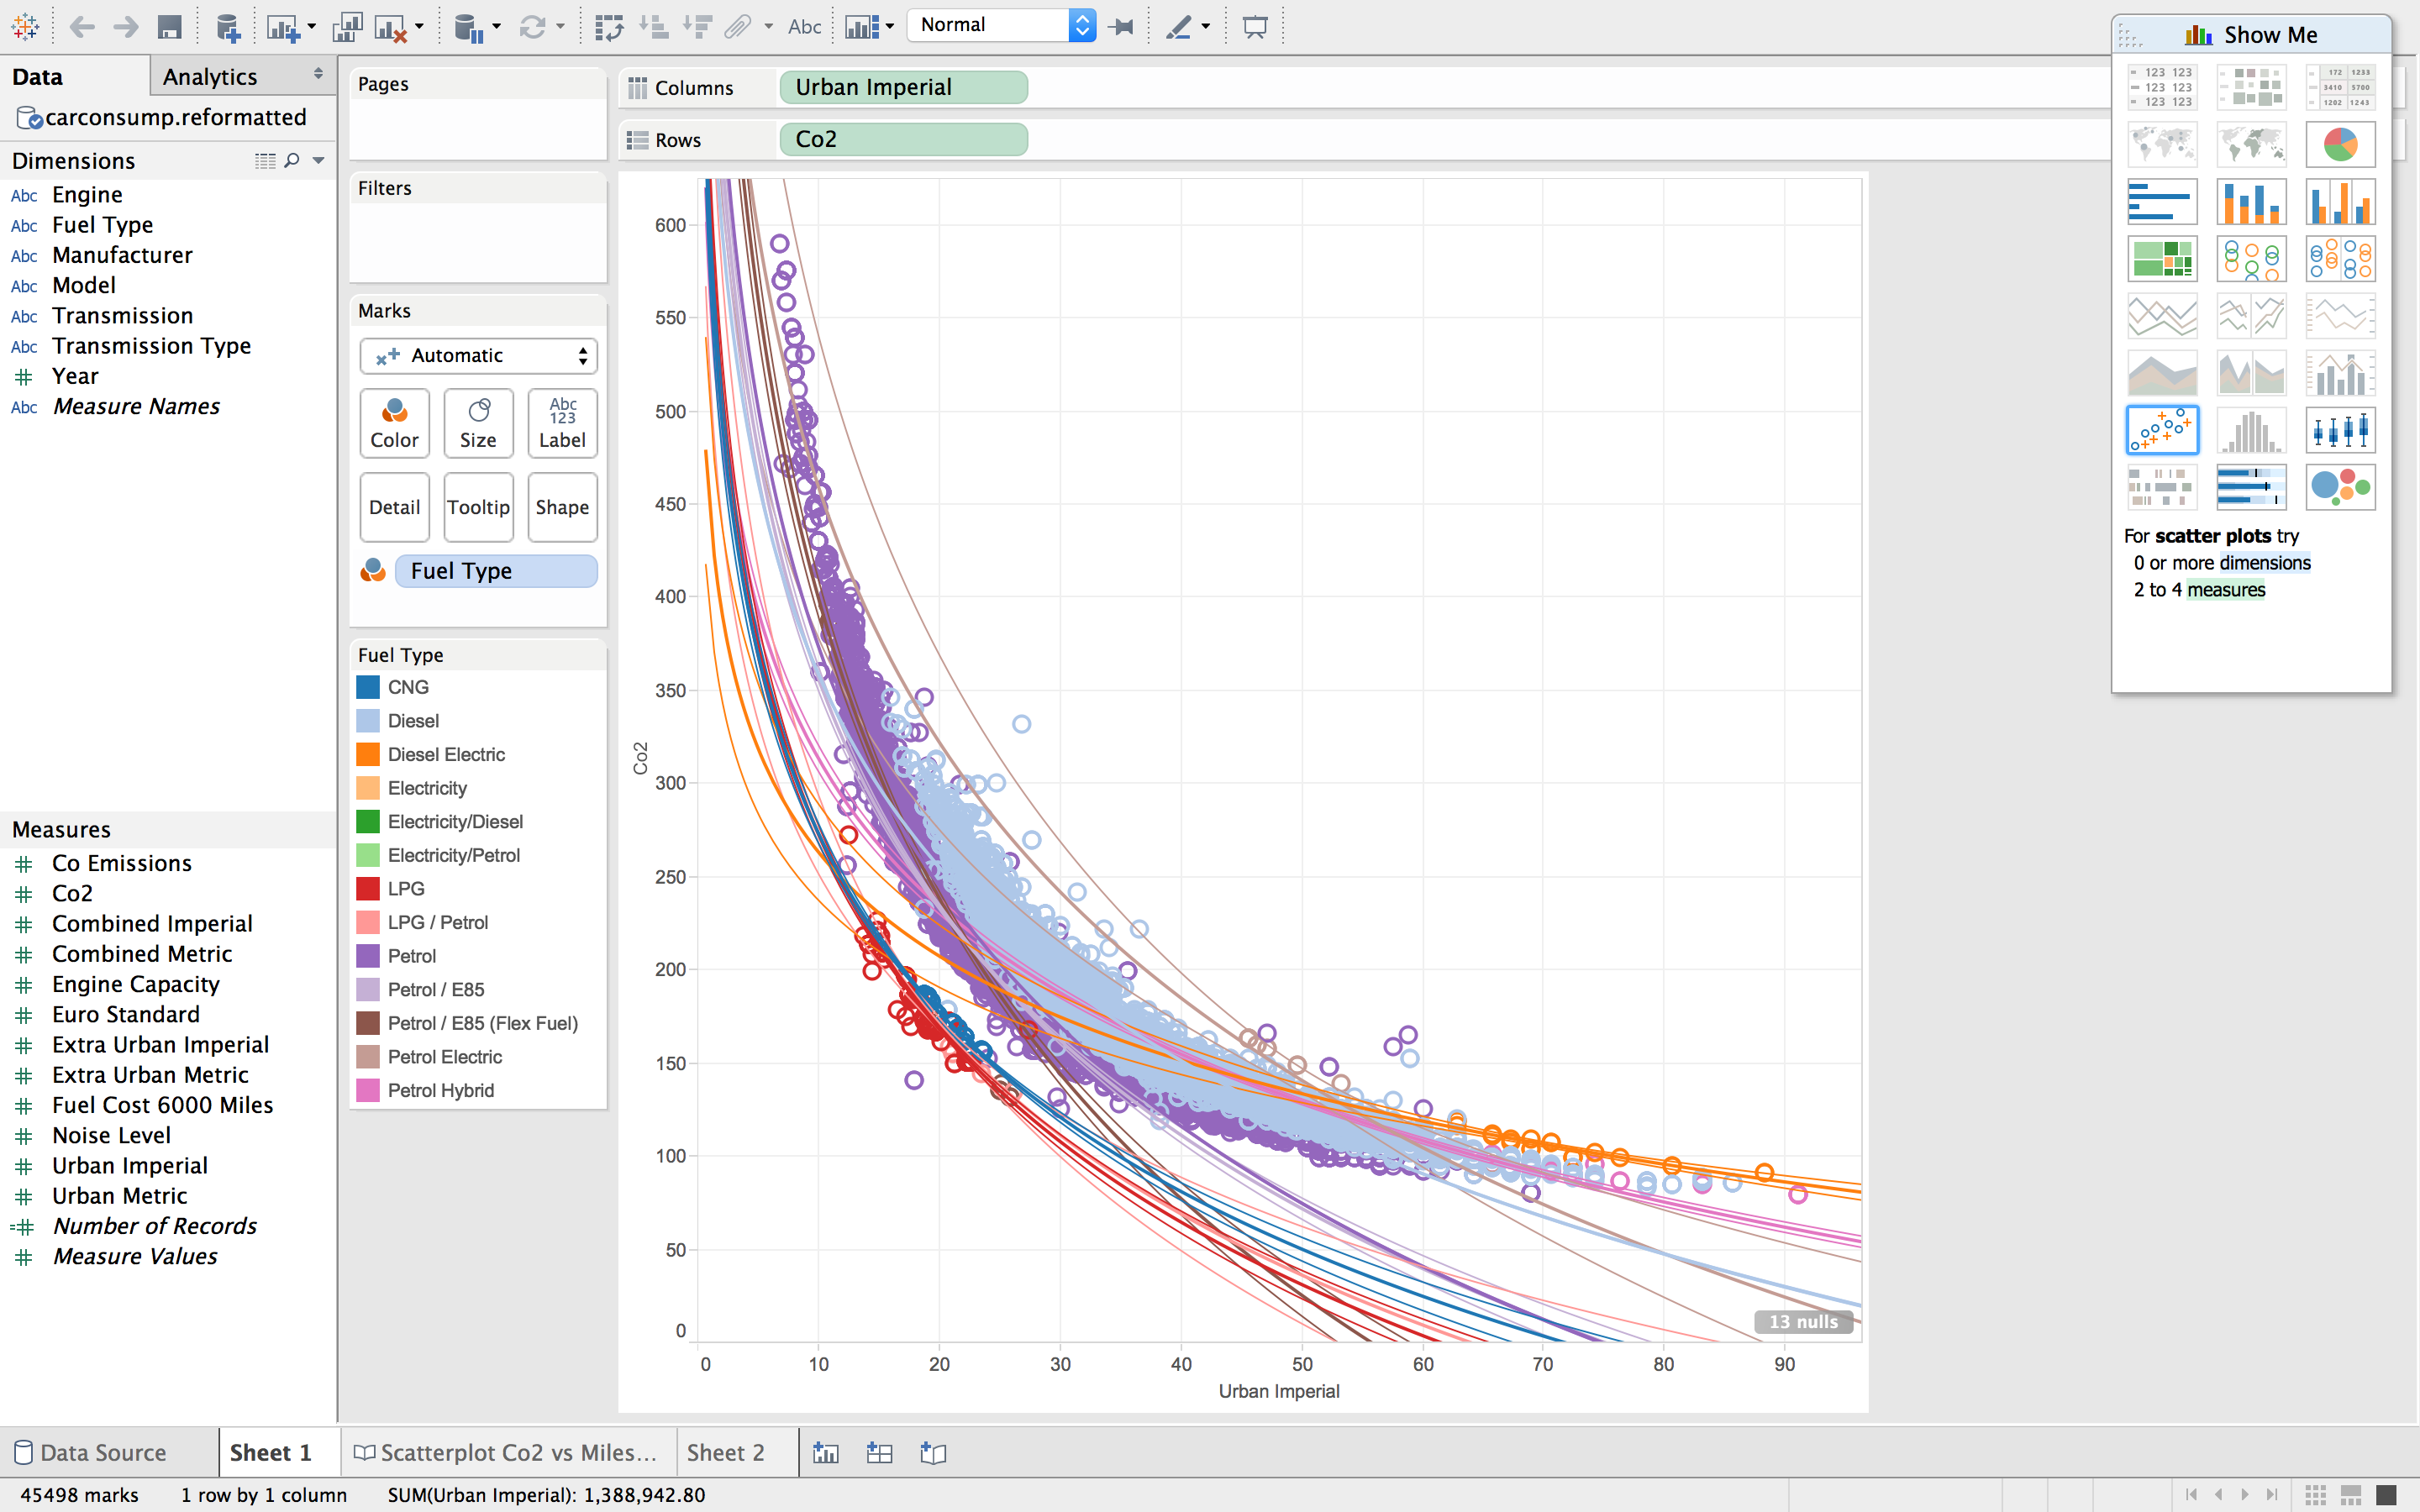 Abc
Normal
Show Me
Data
Analytics
carconsump.reformatted
Dimensions
Abc Engine
Abc Fuel Type
Abc Manufacturer
Abc Model
Abc Transmission
Abc Transmission Type
# Year
Abc Measure Names
Measures
# Co Emissions
# Co2
# Combined Imperial
# Combined Metric
# Engine Capacity
# Euro Standard
# Extra Urban Imperial
# Extra Urban Metric
# Fuel Cost 6000 Miles
# Noise Level
# Urban Imperial
# Urban Metric
=# Number of Records
# Measure Values
Pages
Filters
Marks
Automatic
Color
Size
Abc
123
Label
Detail
Tooltip
Shape
Fuel Type
Fuel Type
CNG
Diesel
Diesel Electric
Electricity
Electricity/Diesel
Electricity/Petrol
LPG
LPG / Petrol
Petrol
Petrol / E85
Petrol / E85 (Flex Fuel)
Petrol Electric
Petrol Hybrid
Columns
Urban Imperial
Rows
Co2
600
550
500
450
400
350
300
250
200
150
100
50
0
Co2
0 10 20 30 40 50 60 70 80 90
Urban Imperial
13 nulls
123 123
123 123
123 123
172 1233
3410 5700
1202 1243
For scatter plots try
0 or more dimensions
2 to 4 measures
Data Source
Sheet 1
Scatterplot Co2 vs Miles...
Sheet 2
45498 marks
1 row by 1 column
SUM(Urban Imperial): 1,388,942.80